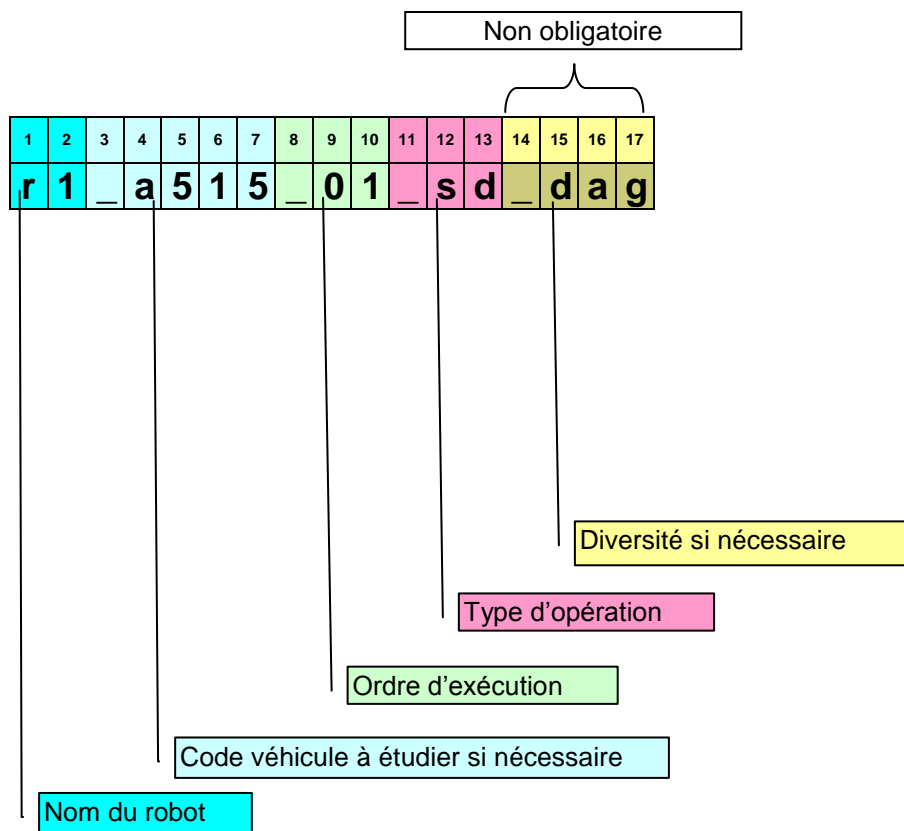 Non obligatoire
1 2 3 4 5 6 7 8 9 10 11 12 13 14 15 16 17
r 1 _ a 5 1 5 _ 0 1 _ s d _ d a g
Diversité si nécessaire
Type d’opération
Ordre d’exécution
Code véhicule à étudier si nécessaire
Nom du robot